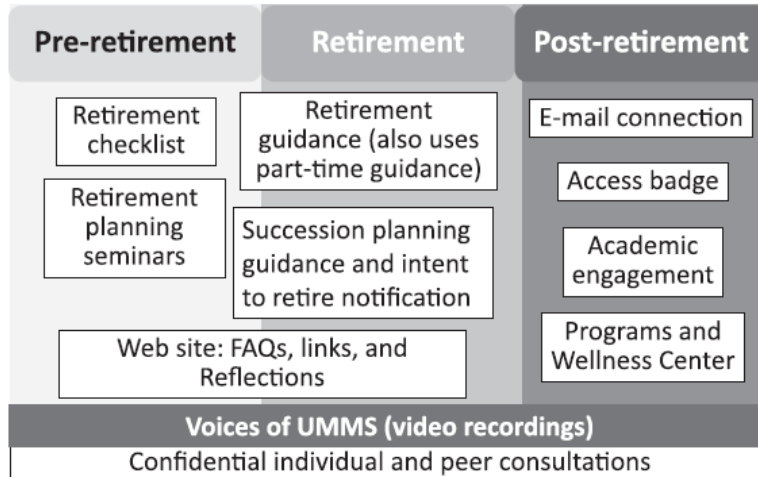 Pre-retirement
Retirement
Post-retirement
Retirement
checklist
Retirement
planning
seminars
Retirement
guidance (also uses
part-time guidance)
Succession planning
guidance and intent
to retire notification
Web site: FAQs, links, and
Reflections
E-mail connection
Access badge
Academic
engagement
Programs and
Wellness Center
Voices of UMMS (video recordings)
Confidential individual and peer consultations